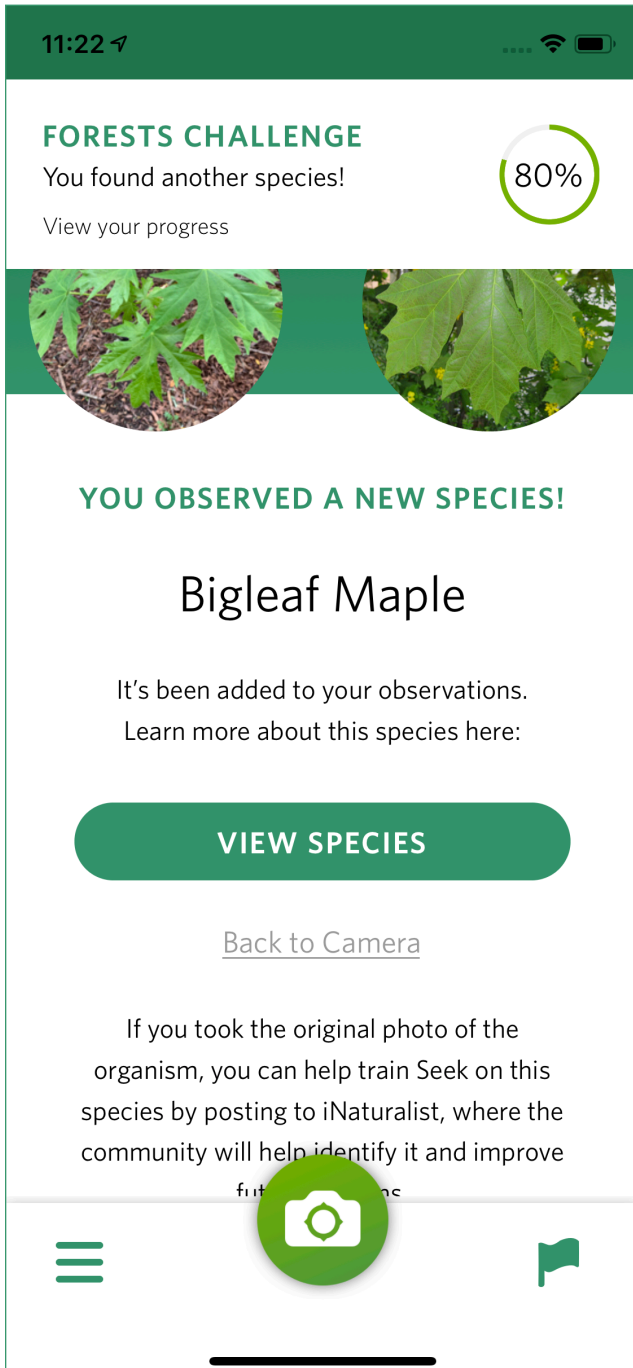 11:22
FORESTS CHALLENGE
You found another species!
80%
View your progress
YOU OBSERVED A NEW SPECIES!
Bigleaf Maple
It’s been added to your observations.
Learn more about this species here:
VIEW SPECIES
Back to Camera
If you took the original photo of the
organism, you can help train Seek on this
species by posting to iNaturalist, where the
community will help identify it and improve